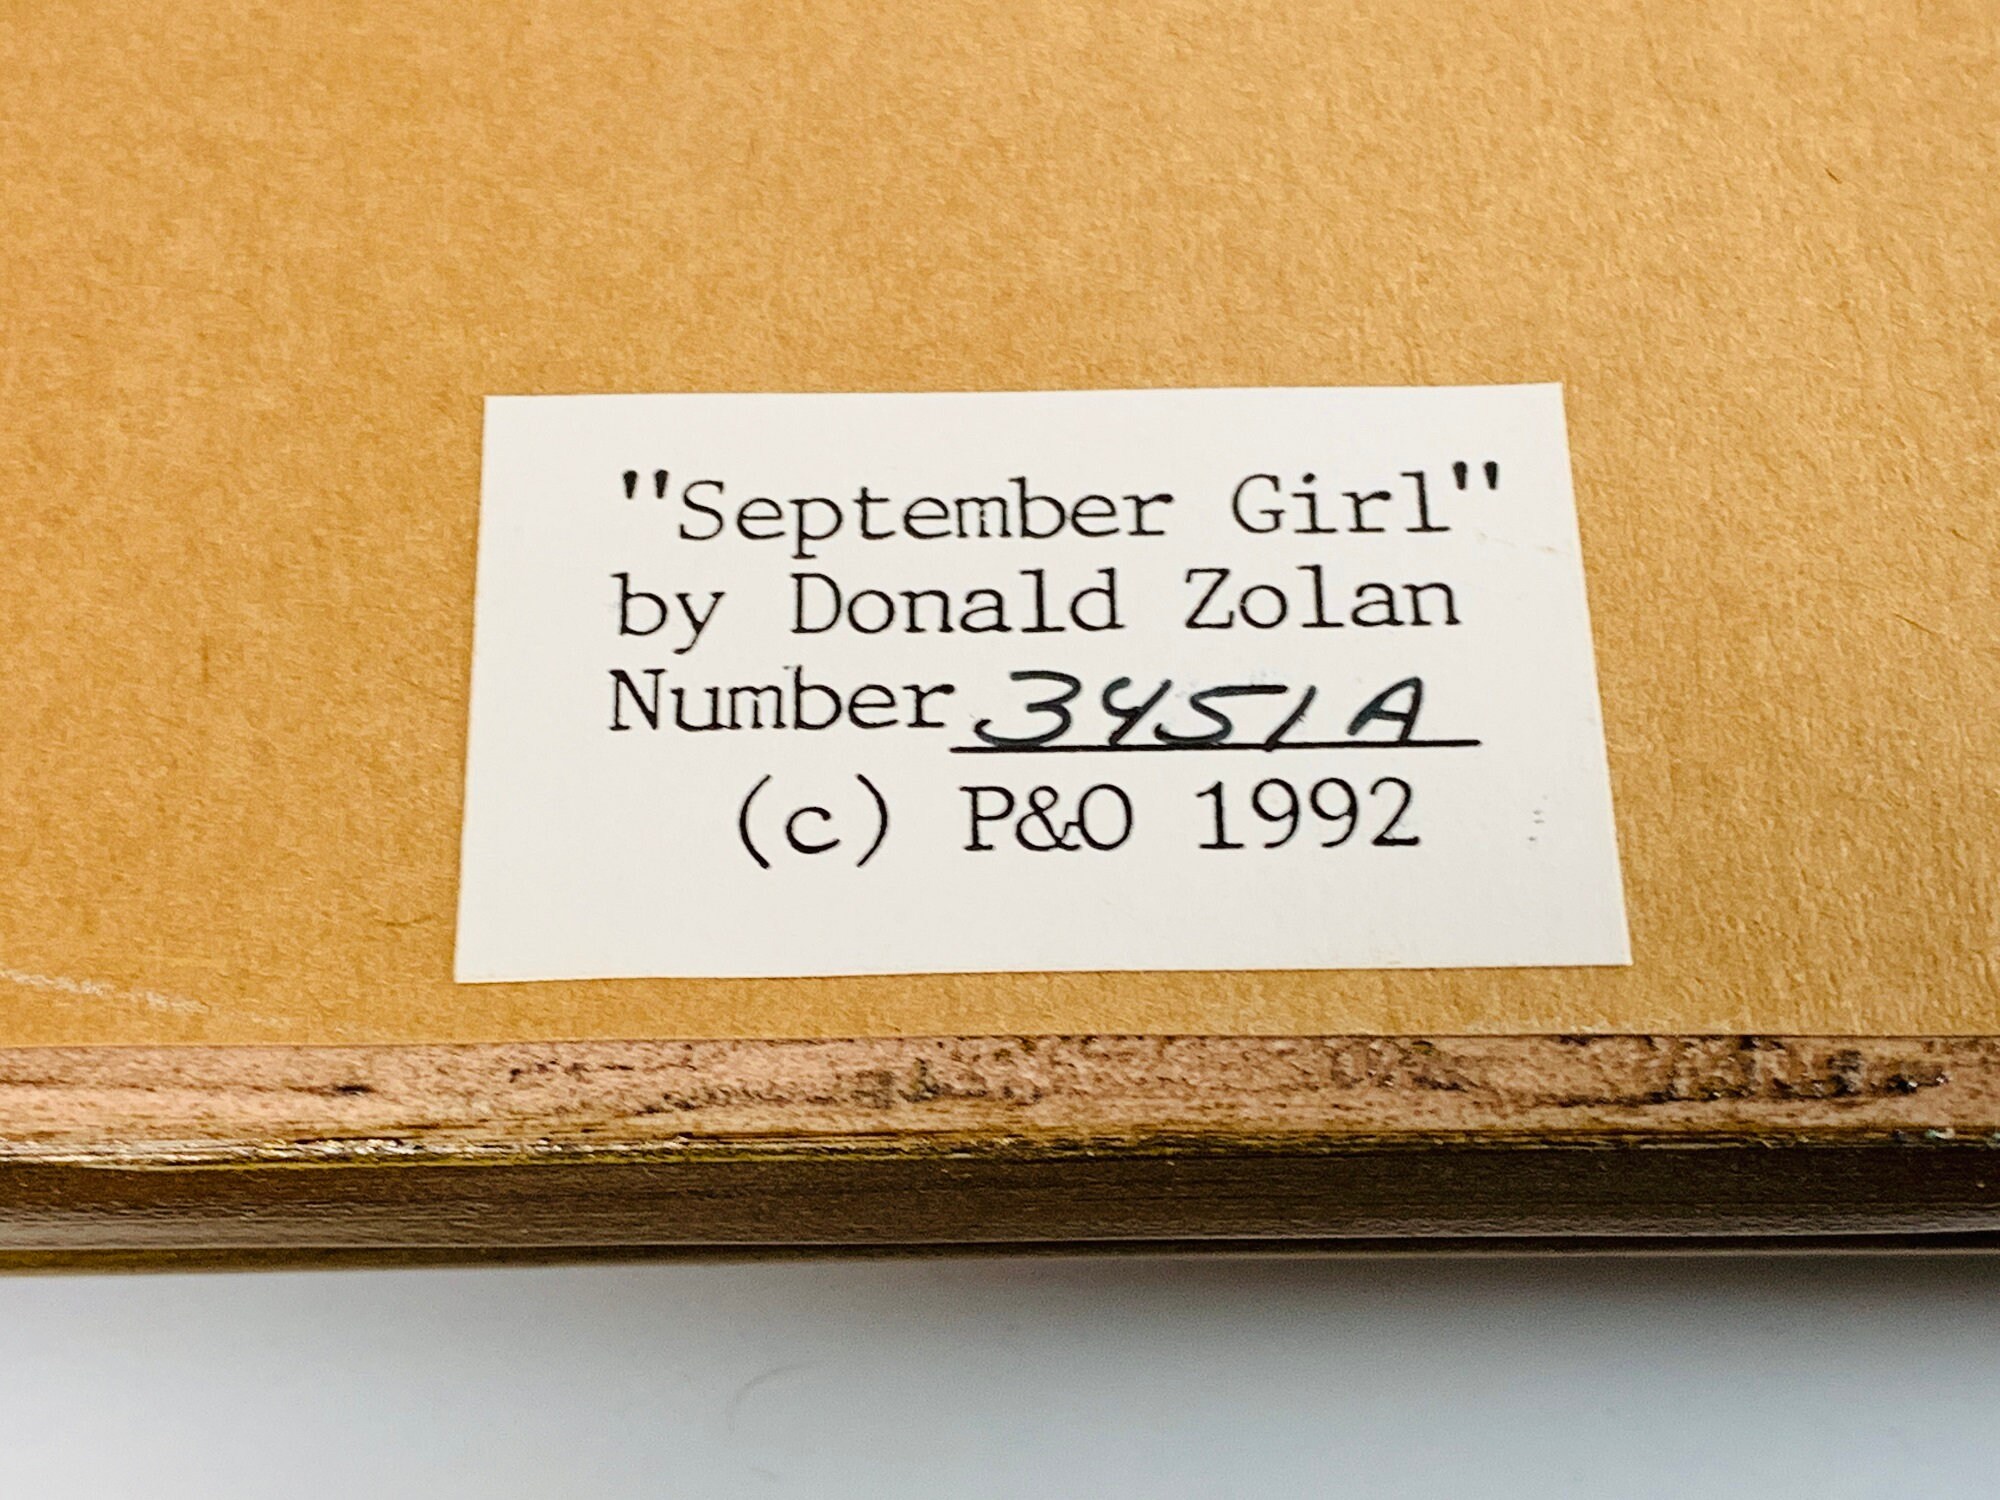 "September Girl"
by Donald Zolan
Number 3451A
(c) P&O 1992